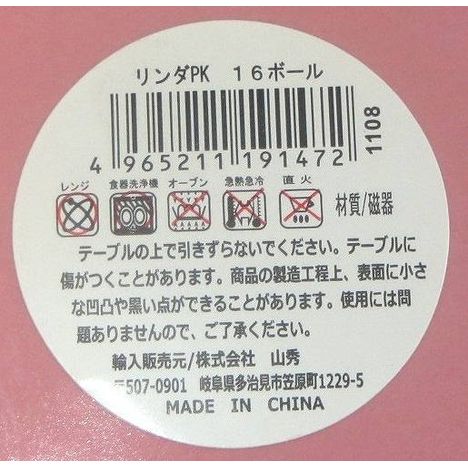 リンダPK 16ボール
4 965211 191472
1108
レンジ 食器洗浄機 オーブン 急熱急冷 直火
材質/磁器
テーブルの上で引きずらないでください。テーブルに
傷がつくことがあります。商品の製造工程上、表面に小さ
な凹凸や黒い点ができることがあります。使用には問
題ありませんので、ご了承ください。
輸入販売元/株式会社 山秀
〒507-0901 岐阜県多治見市笠原町1229-5
MADE IN CHINA